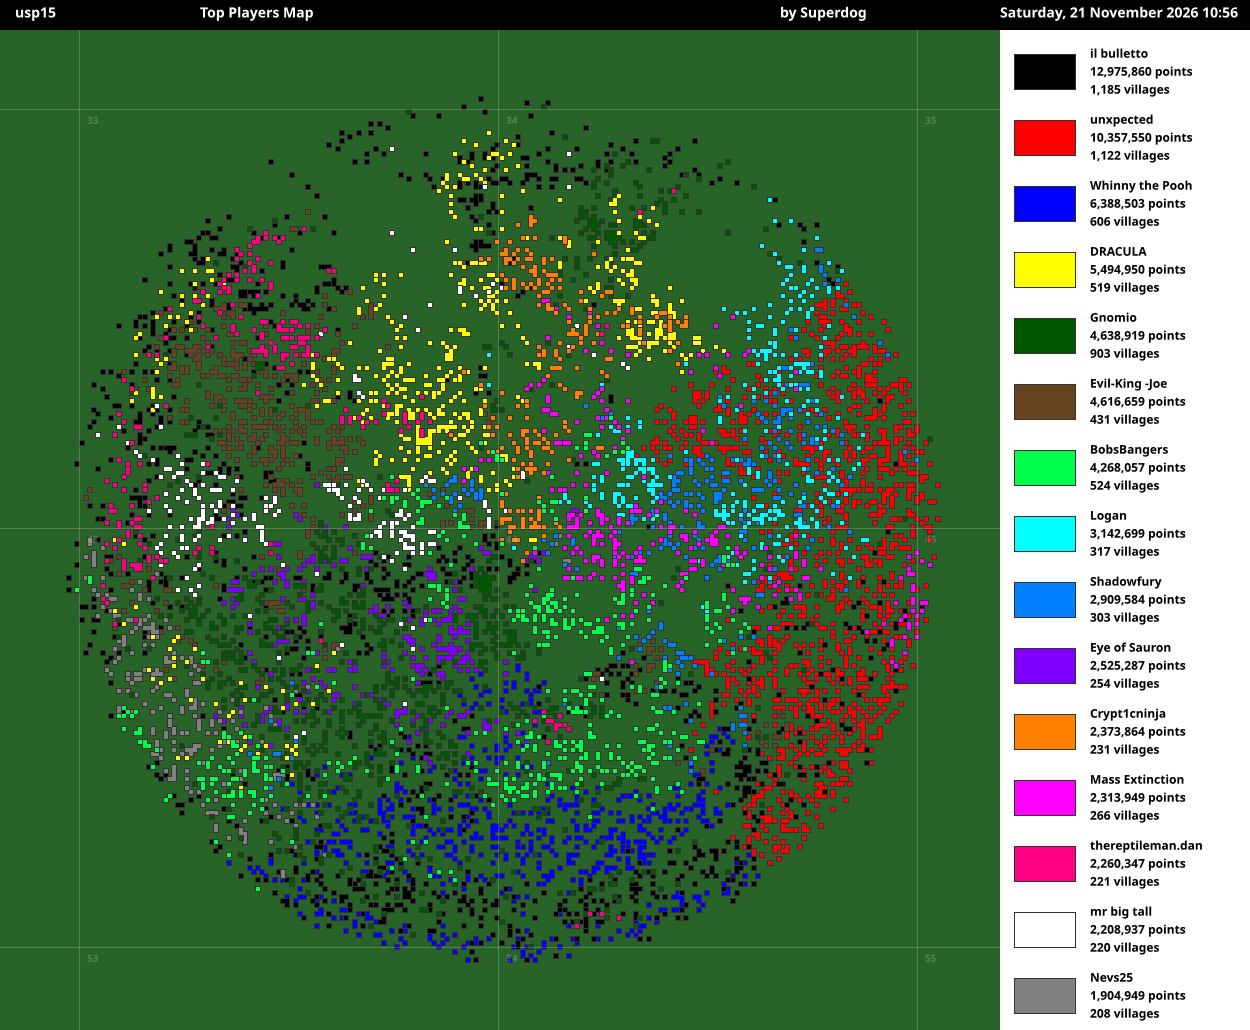 usp15 Top Players Map by Superdog Saturday, 21 November 2026 10:56
il bulletto
12,975,860 points
1,185 villages
unxpected
10,357,550 points
1,122 villages
Whinny the Pooh
6,388,503 points
606 villages
DRACULA
5,494,950 points
519 villages
Gnomio
4,638,919 points
903 villages
Evil-King -Joe
4,616,659 points
431 villages
BobsBangers
4,268,057 points
524 villages
Logan
3,142,699 points
317 villages
Shadowfury
2,909,584 points
303 villages
Eye of Sauron
2,525,287 points
254 villages
Crypt1cninja
2,373,864 points
231 villages
Mass Extinction
2,313,949 points
266 villages
thereptileman.dan
2,260,347 points
221 villages
mr big tall
2,208,937 points
220 villages
Nevs25
1,904,949 points
208 villages
33 34 35
45
53 55